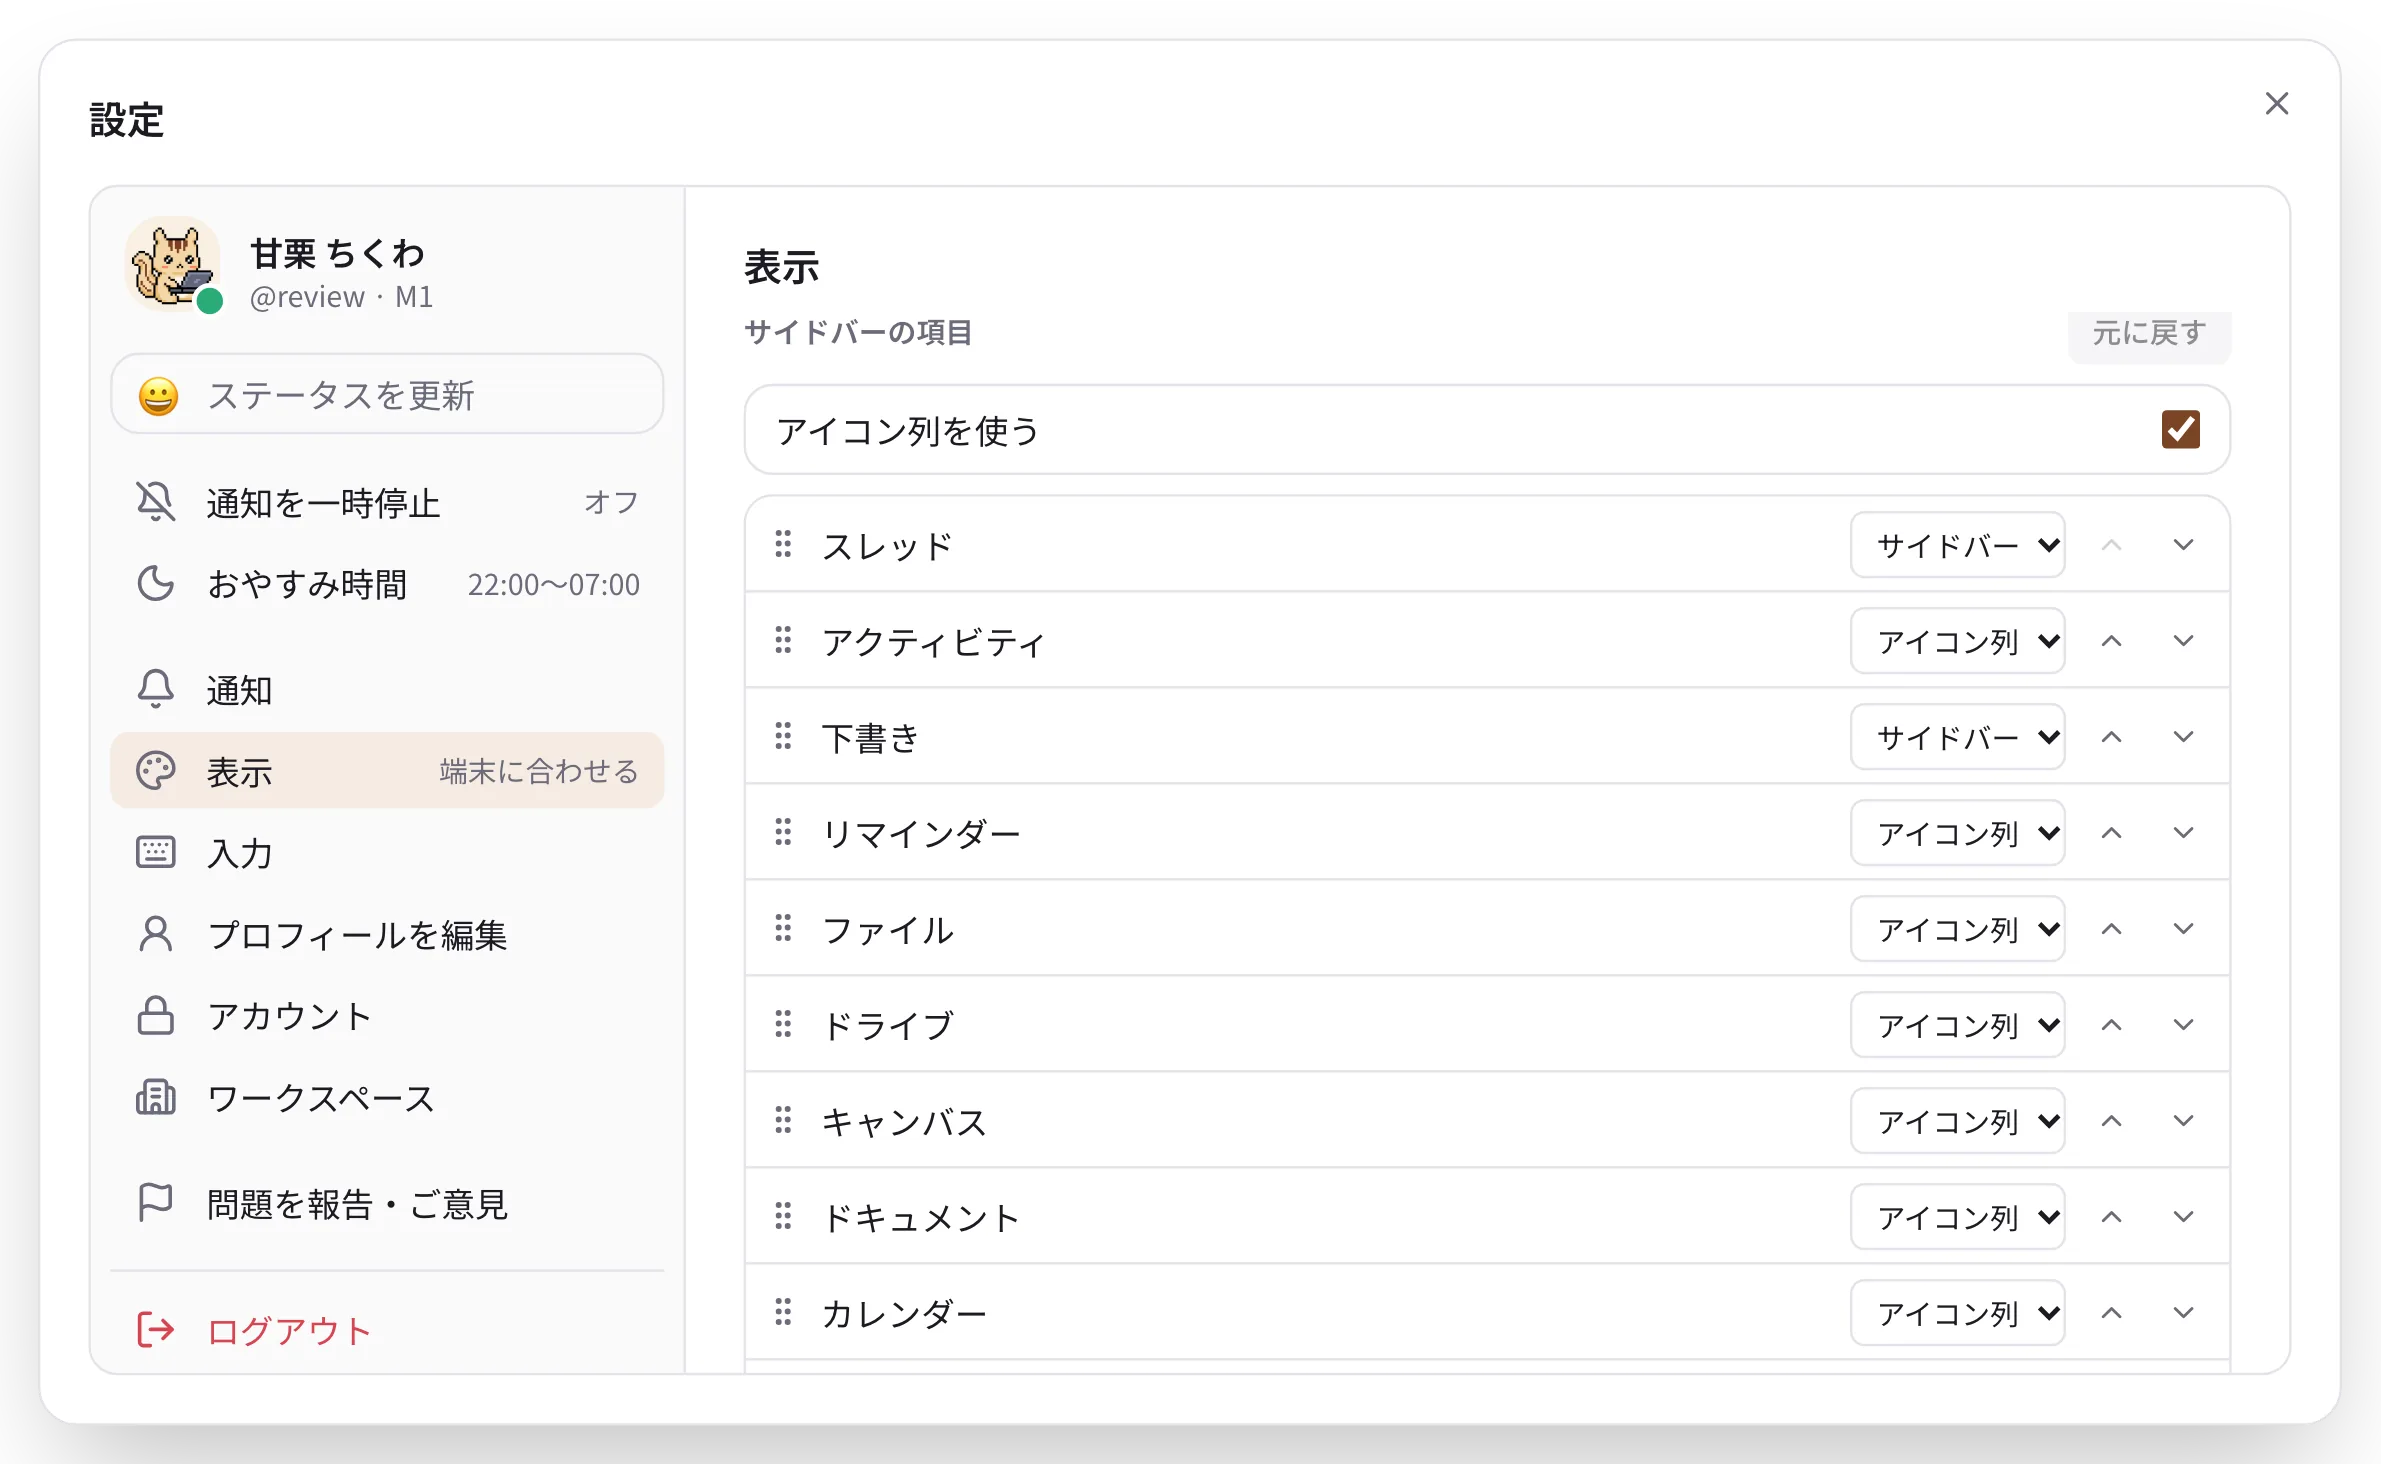 設定
甘栗 ちくわ
@review · M1
ステータスを更新
通知を一時停止 オフ
おやすみ時間 22:00〜07:00
通知
表示 端末に合わせる
入力
プロフィールを編集
アカウント
ワークスペース
問題を報告・ご意見
ログアウト
表示
サイドバーの項目 元に戻す
アイコン列を使う
スレッド サイドバー
アクティビティ アイコン列
下書き サイドバー
リマインダー アイコン列
ファイル アイコン列
ドライブ アイコン列
キャンバス アイコン列
ドキュメント アイコン列
カレンダー アイコン列